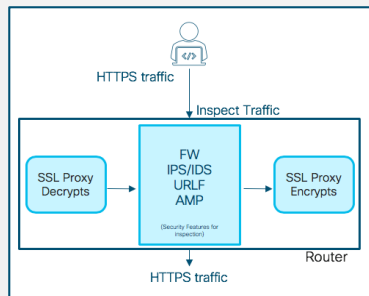 </>
HTTPS traffic
Inspect Traffic
SSL Proxy
Decrypts
FW
IPS/IDS
URLF
AMP
(Security Features for
inspection)
SSL Proxy
Encrypts
Router
HTTPS traffic